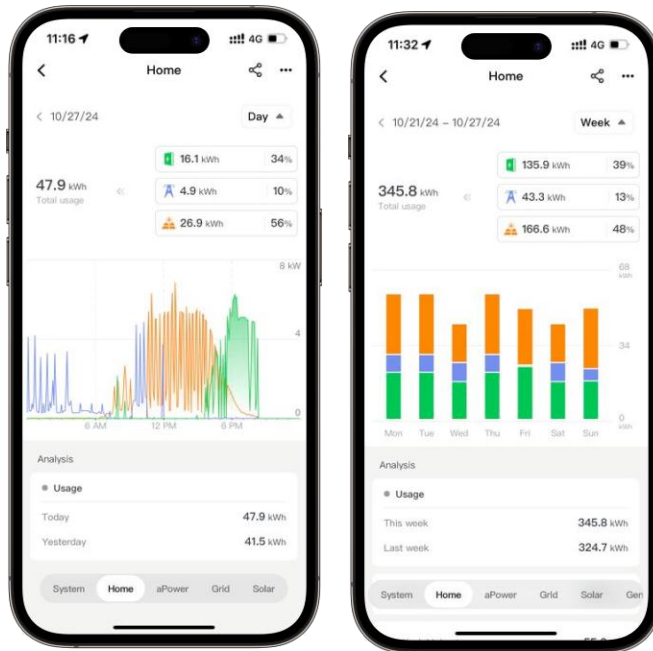 11:16
4G
Home
10/27/24
Day
16.1 kWh 34%
47.9 kWh
Total usage
4.9 kWh 10%
26.9 kWh 56%
8 kW
4
0
6 AM 12 PM 6 PM
Analysis
Usage
Today 47.9 kWh
Yesterday 41.5 kWh
System Home aPower Grid Solar
11:32
4G
Home
10/21/24 – 10/27/24
Week
135.9 kWh 39%
345.8 kWh
Total usage
43.3 kWh 13%
166.6 kWh 48%
68
kWh
34
0
kWh
Mon Tue Wed Thu Fri Sat Sun
Analysis
Usage
This week 345.8 kWh
Last week 324.7 kWh
System Home aPower Grid Solar Gen